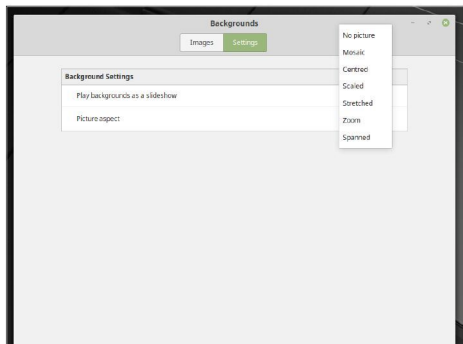 Backgrounds
Images Settings
Background Settings
Play backgrounds as a slideshow
Picture aspect
No picture
Mosaic
Centred
Scaled
Stretched
Zoom
Spanned